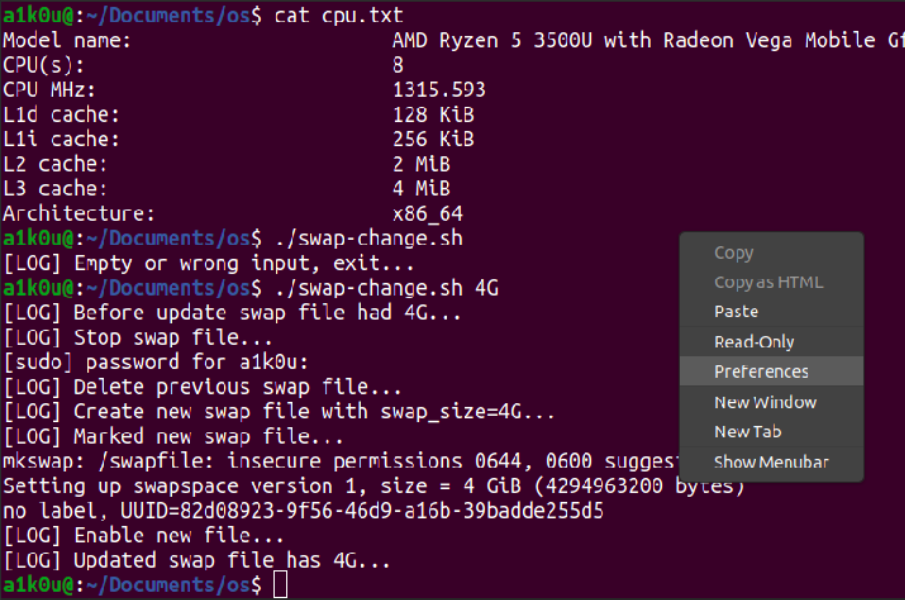 a1k0u@:~/Documents/os$ cat cpu.txt
Model name: AMD Ryzen 5 3500U with Radeon Vega Mobile
CPU(s): 8
CPU MHz: 1315.593
L1d cache: 128 KiB
L1i cache: 256 KiB
L2 cache: 2 MiB
L3 cache: 4 MiB
Architecture: x86_64
a1k0u@:~/Documents/os$ ./swap-change.sh
[LOG] Empty or wrong input, exit...
a1k0u@:~/Documents/os$ ./swap-change.sh 4G
[LOG] Before update swap file had 4G...
[LOG] Stop swap file...
[sudo] password for a1k0u:
[LOG] Delete previous swap file...
[LOG] Create new swap file with swap_size=4G...
[LOG] Marked new swap file...
mkswap: /swapfile: insecure permissions 0644, 0600
Setting up swapspace version 1, size = 4 GiB (4294963200 bytes)
no label, UUID=82d08923-9f56-46d9-a16b-39badde255d5
[LOG] Enable new file...
[LOG] Updated swap file has 4G...
a1k0u@:~/Documents/os$
Copy
Copy as HTML
Paste
Read-Only
Preferences
New Window
New Tab
Show Menubar